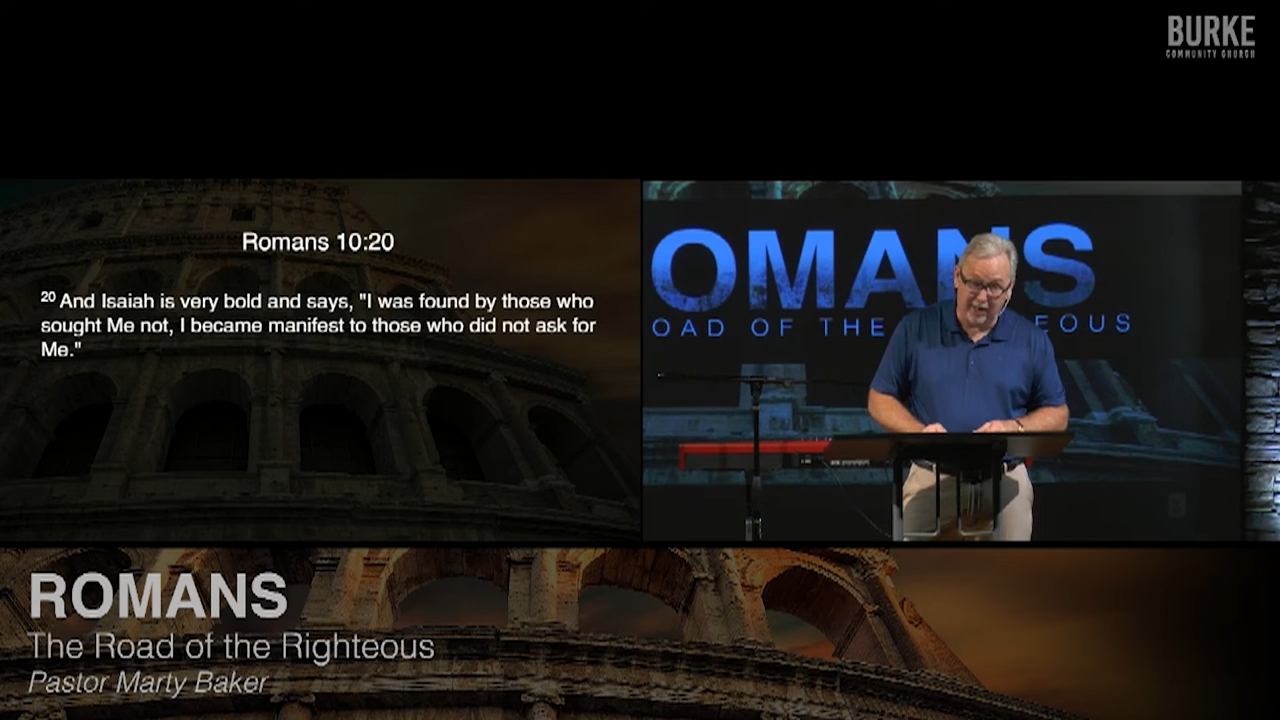 BURKE
COMMUNITY CHURCH
Romans 10:20
20 And Isaiah is very bold and says, "I was found by those who
sought Me not, I became manifest to those who did not ask for
Me."
OMANS
OAD OF THE EOUS
ROMANS
The Road of the Righteous
Pastor Marty Baker